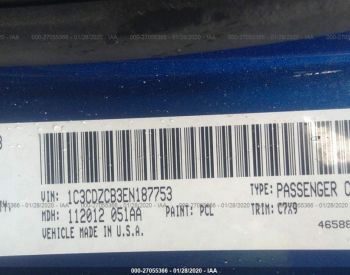 000-27055366 - 01/28/2020 - IAA
VIN: 1C3CDZCB3EN187753 TYPE: PASSENGER C
MDH: 112012 051AA PAINT: PCL TRIM: C7X9
VEHICLE MADE IN U.S.A. 46588
000-27055366 - 01/28/2020 - IAA